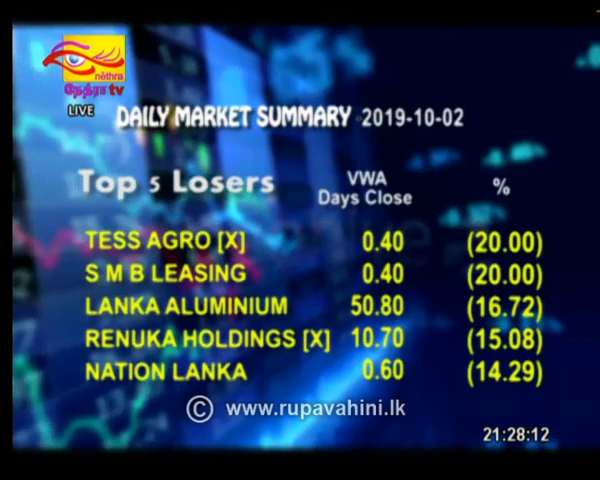 nēthra
நேத்ரா tv
LIVE
DAILY MARKET SUMMARY 2019-10-02
Top 5 Losers VWA Days Close %
TESS AGRO [X] 0.40 (20.00)
S M B LEASING 0.40 (20.00)
LANKA ALUMINIUM 50.80 (16.72)
RENUKA HOLDINGS [X] 10.70 (15.08)
NATION LANKA 0.60 (14.29)
© www.rupavahini.lk
21:28:12